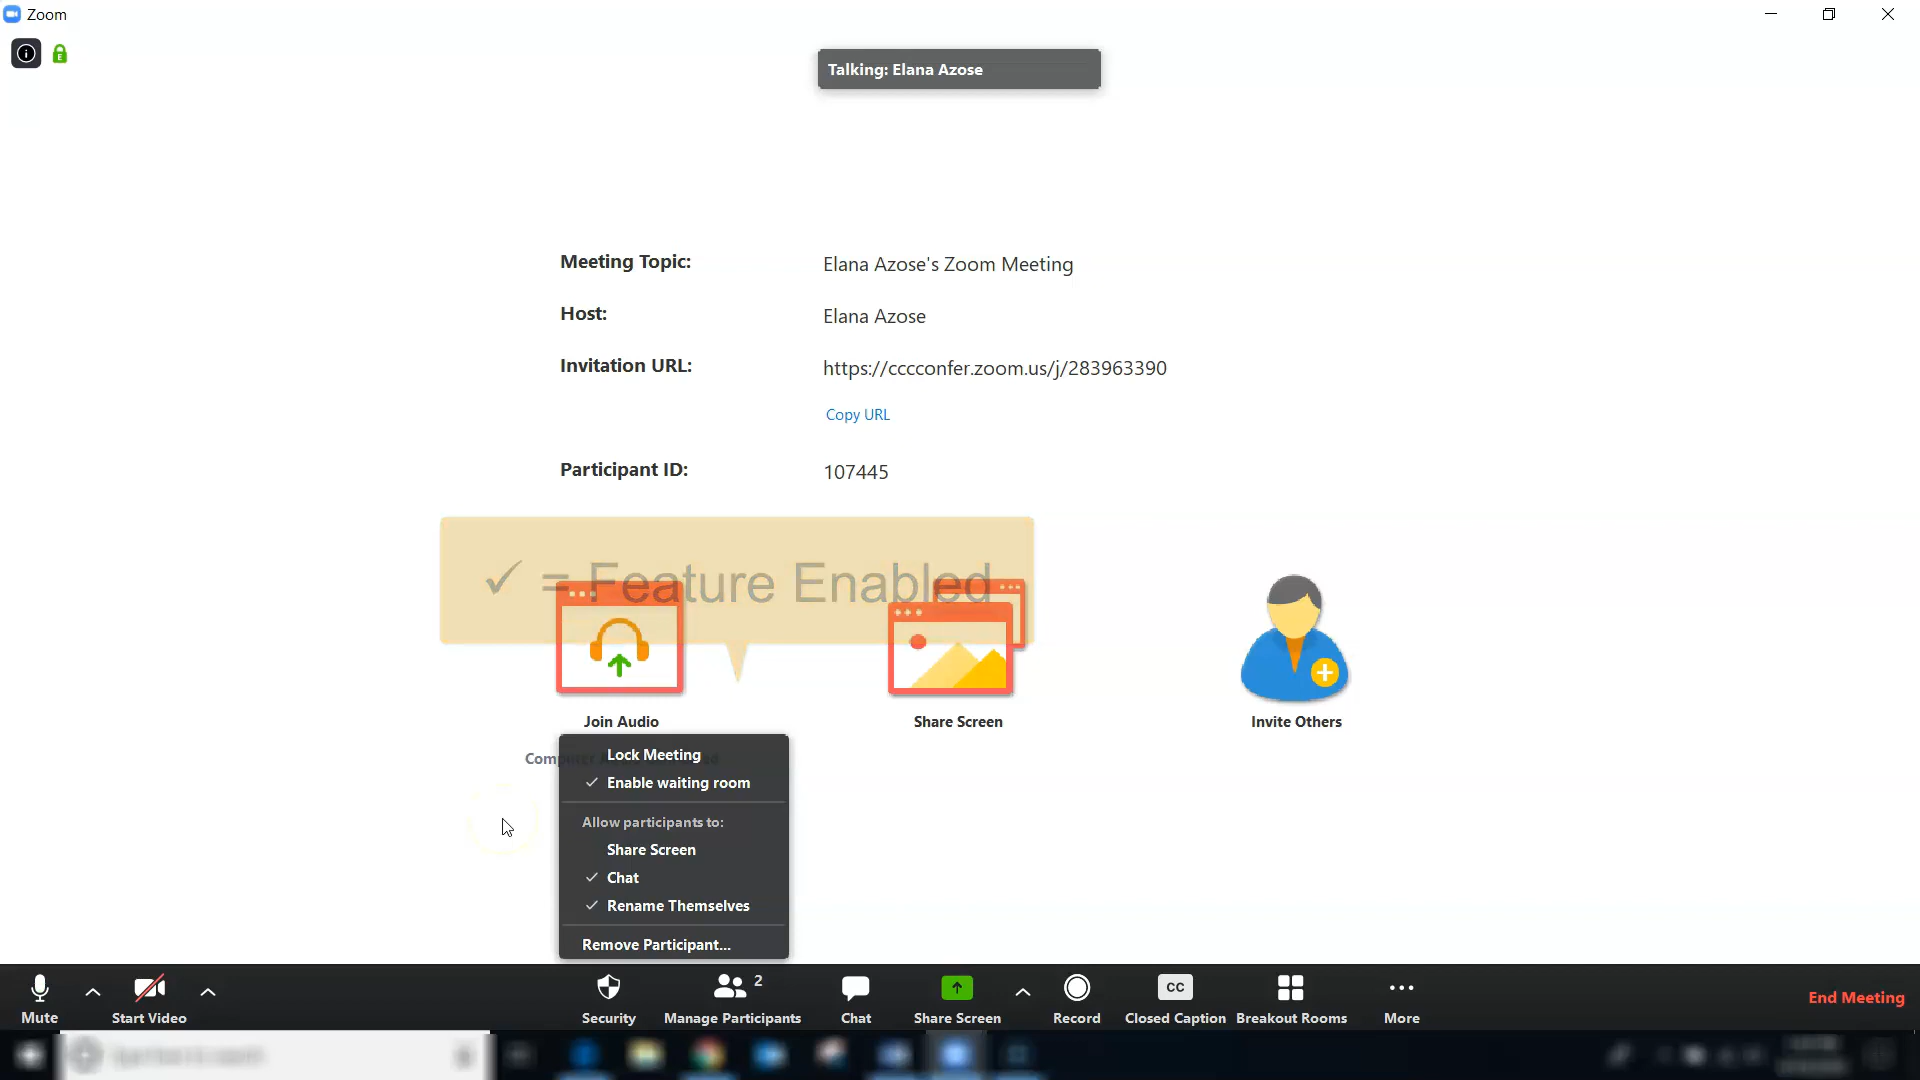 Zoom
Talking: Elana Azose
Meeting Topic: Elana Azose's Zoom Meeting
Host: Elana Azose
Invitation URL: https://cccconfer.zoom.us/j/283963390
Copy URL
Participant ID: 107445
✓ = Feature Enabled
Join Audio Share Screen Invite Others
Lock Meeting
✓ Enable waiting room
Allow participants to:
Share Screen
✓ Chat
✓ Rename Themselves
Remove Participant...
2
CC
Mute Start Video Security Manage Participants Chat Share Screen Record Closed Caption Breakout Rooms More End Meeting